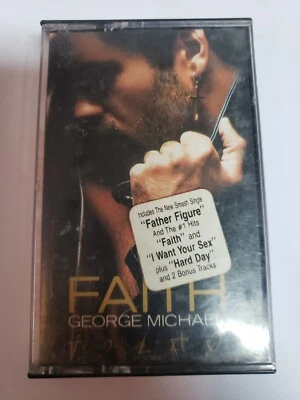 Includes The New Smash Single
"Father Figure"
And The #1 Hits
"Faith" and
"I Want Your Sex"
plus "Hard Day"
and 2 Bonus Tracks
FAITH
GEORGE MICHAEL